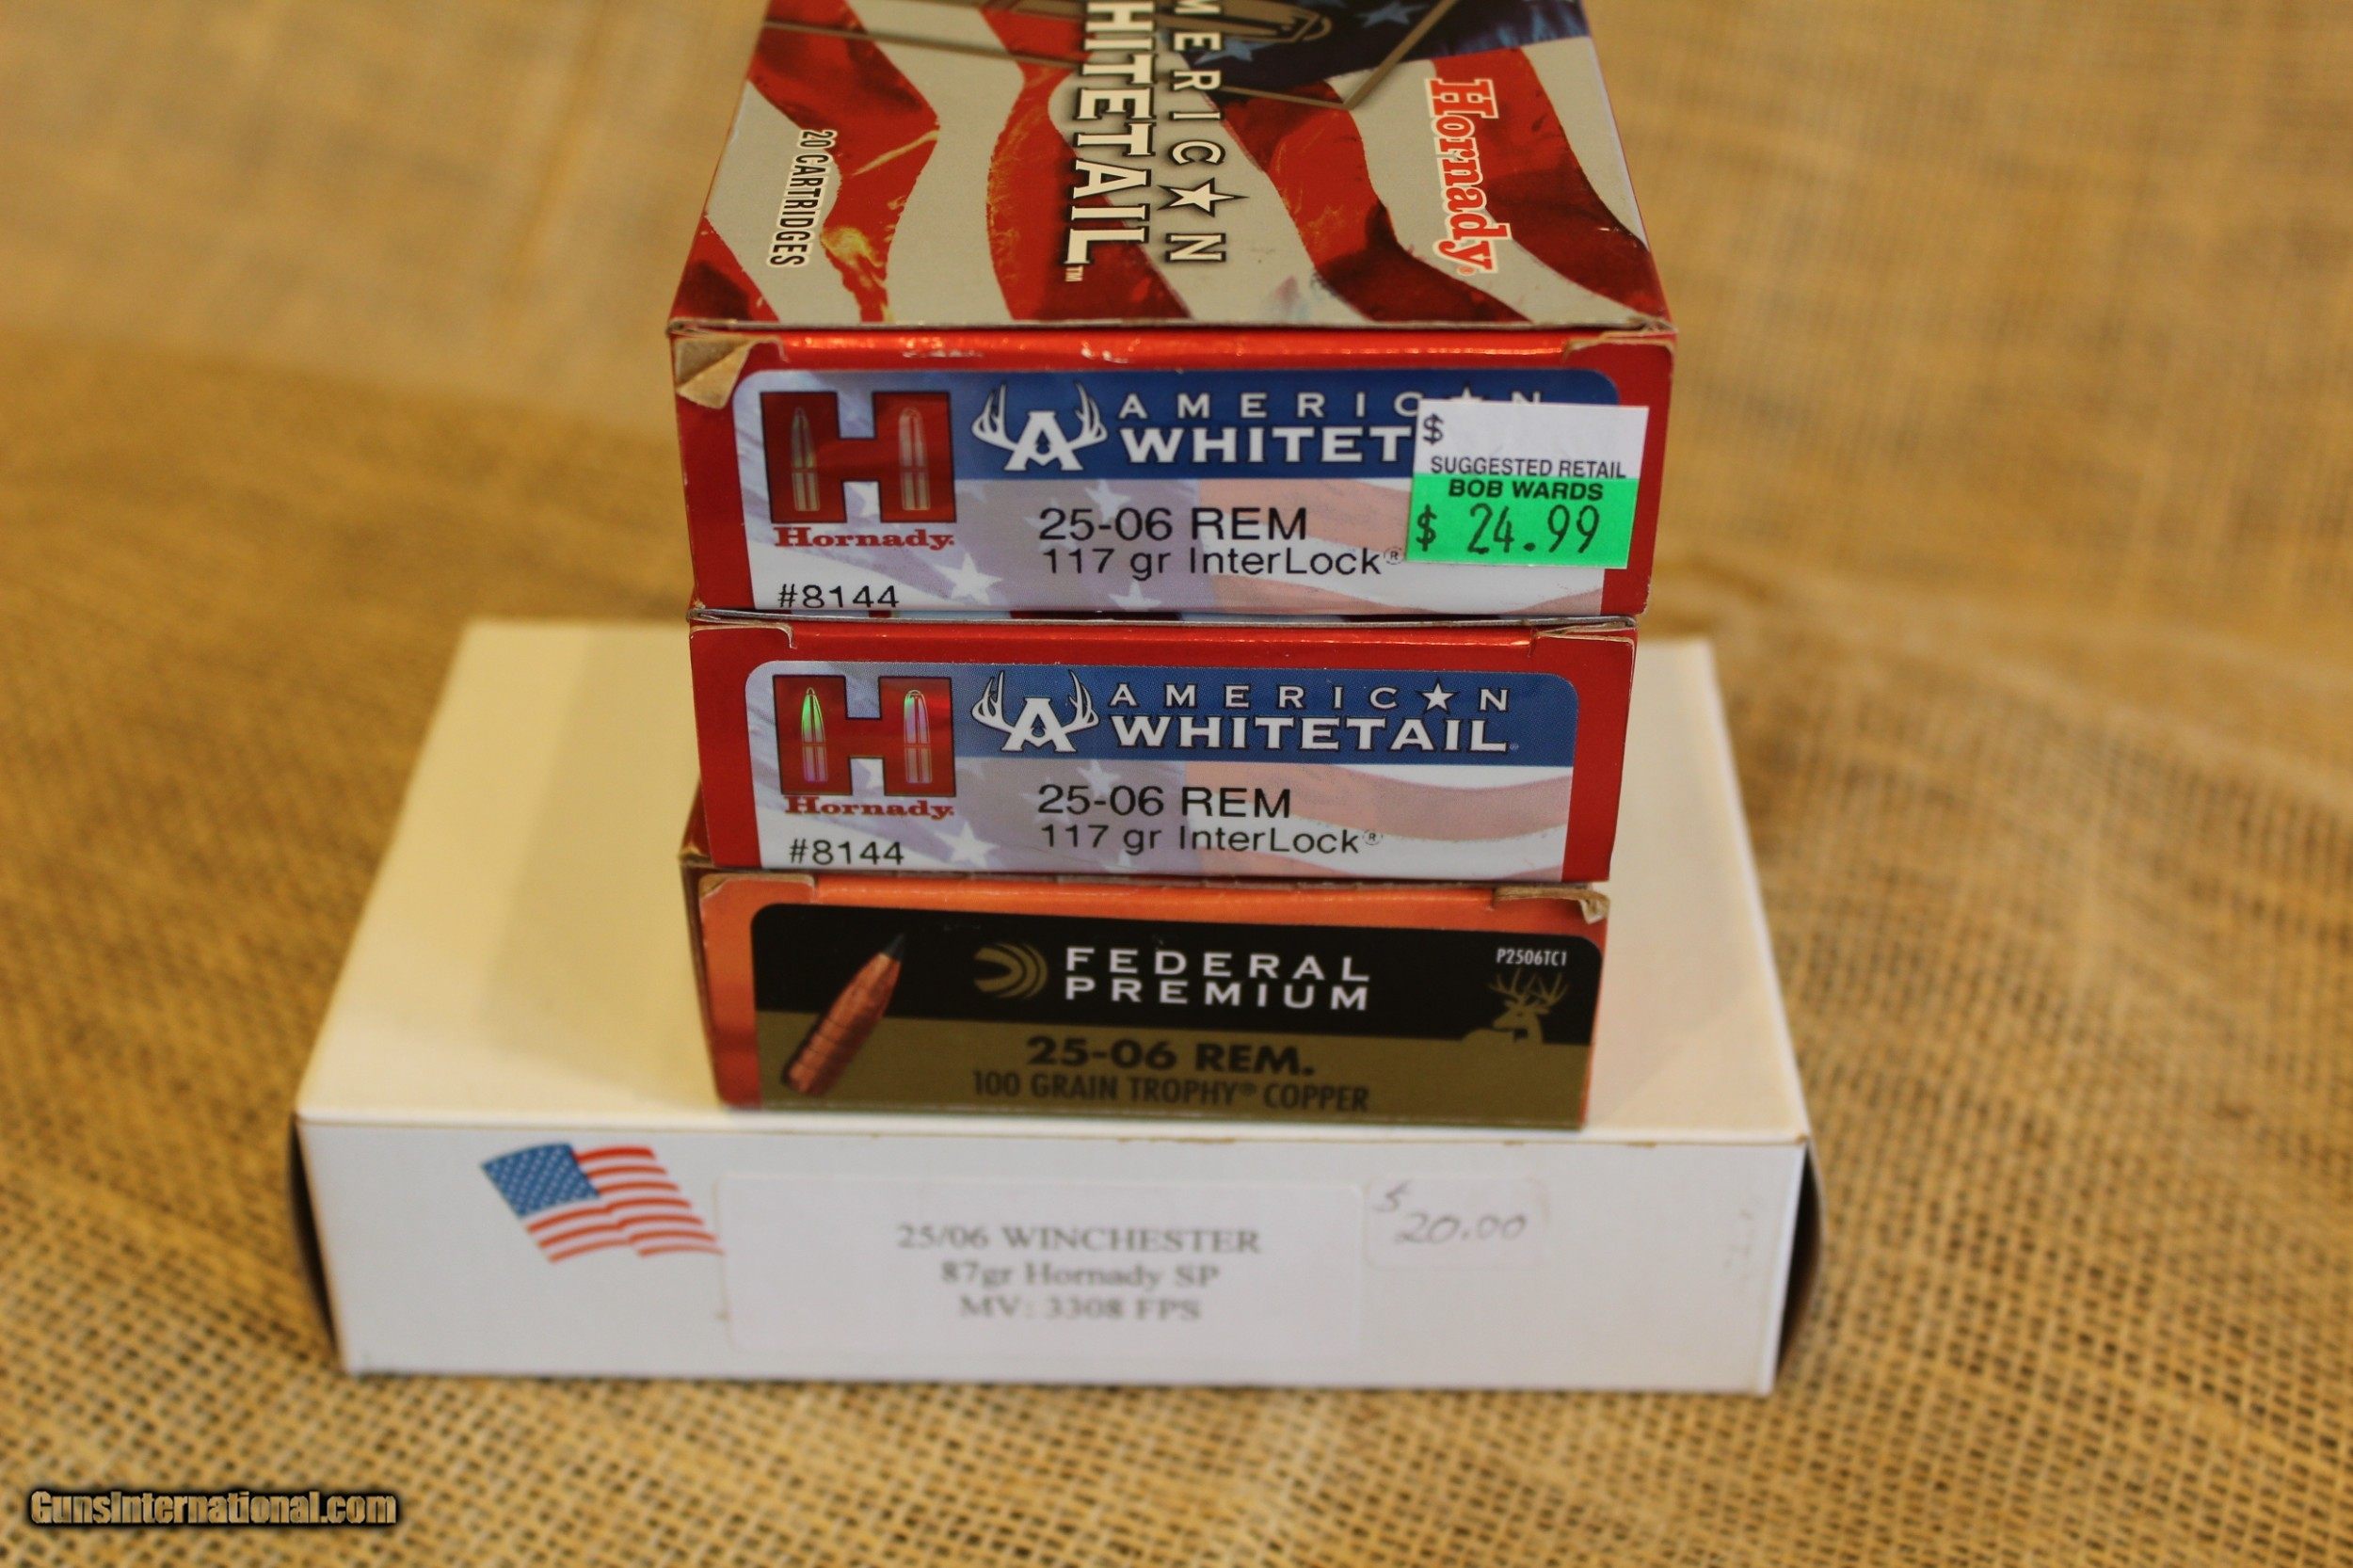 AMERICAN
WHITETAIL™
Hornady®
20 CARTRIDGES
AMERICAN
WHITET
Hornady
25-06 REM
117 gr InterLock®
#8144
$
SUGGESTED RETAIL
BOB WARDS
$ 24.99
AMERICAN
WHITETAIL
Hornady
25-06 REM
117 gr InterLock®
#8144
FEDERAL
PREMIUM
P2506TC1
25-06 REM.
100 GRAIN TROPHY® COPPER
25/06 WINCHESTER
87gr Hornady SP
MV: 3308 FPS
$20.00
GunsInternational.com